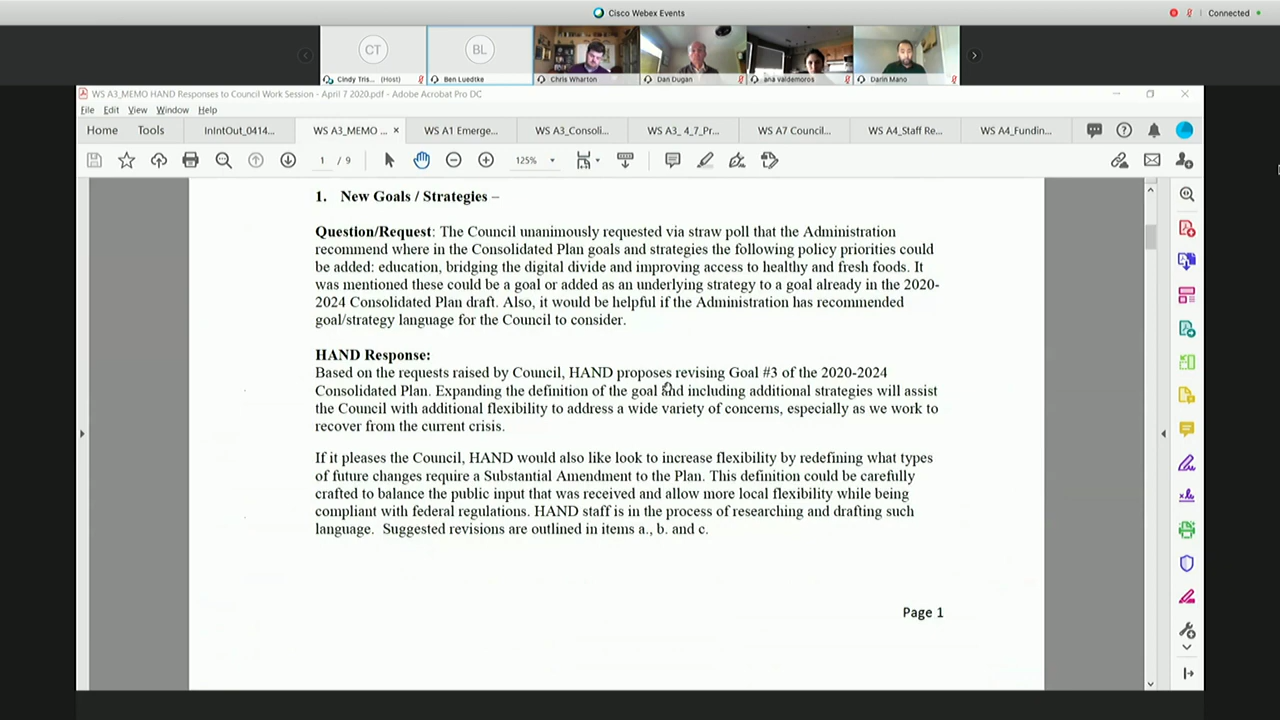 Cisco Webex Events
Connected
CT
BL
Cindy Tris... (Host)
Ben Luedtke
Chris Wharton
Dan Dugan
ana valdemoros
Darin Mano
WS A3_MEMO HAND Responses to Council Work Session - April 7 2020.pdf - Adobe Acrobat Pro DC
File Edit View Window Help
Home Tools InIntOut_0414... WS A3_MEMO ... × WS A1 Emerge... WS A3_Consoli... WS A3_ 4_7_Pr... WS A7 Council... WS A4_Staff Re... WS A4_Fundin...
1 / 9 125%
1. New Goals / Strategies –
Question/Request: The Council unanimously requested via straw poll that the Administration
recommend where in the Consolidated Plan goals and strategies the following policy priorities could
be added: education, bridging the digital divide and improving access to healthy and fresh foods. It
was mentioned these could be a goal or added as an underlying strategy to a goal already in the 2020-
2024 Consolidated Plan draft. Also, it would be helpful if the Administration has recommended
goal/strategy language for the Council to consider.
HAND Response:
Based on the requests raised by Council, HAND proposes revising Goal #3 of the 2020-2024
Consolidated Plan. Expanding the definition of the goal and including additional strategies will assist
the Council with additional flexibility to address a wide variety of concerns, especially as we work to
recover from the current crisis.
If it pleases the Council, HAND would also like look to increase flexibility by redefining what types
of future changes require a Substantial Amendment to the Plan. This definition could be carefully
crafted to balance the public input that was received and allow more local flexibility while being
compliant with federal regulations. HAND staff is in the process of researching and drafting such
language. Suggested revisions are outlined in items a., b. and c.
Page 1